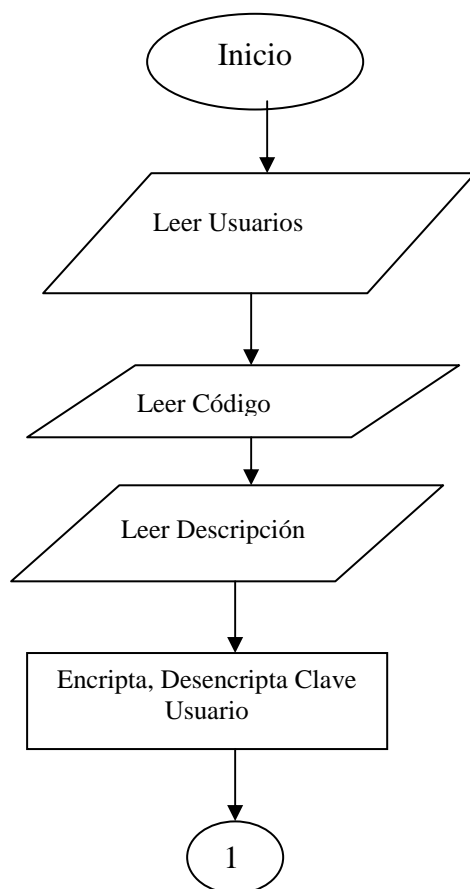 Inicio
Leer Usuarios
Leer Código
Leer Descripción
Encripta, Desencripta Clave
Usuario
1